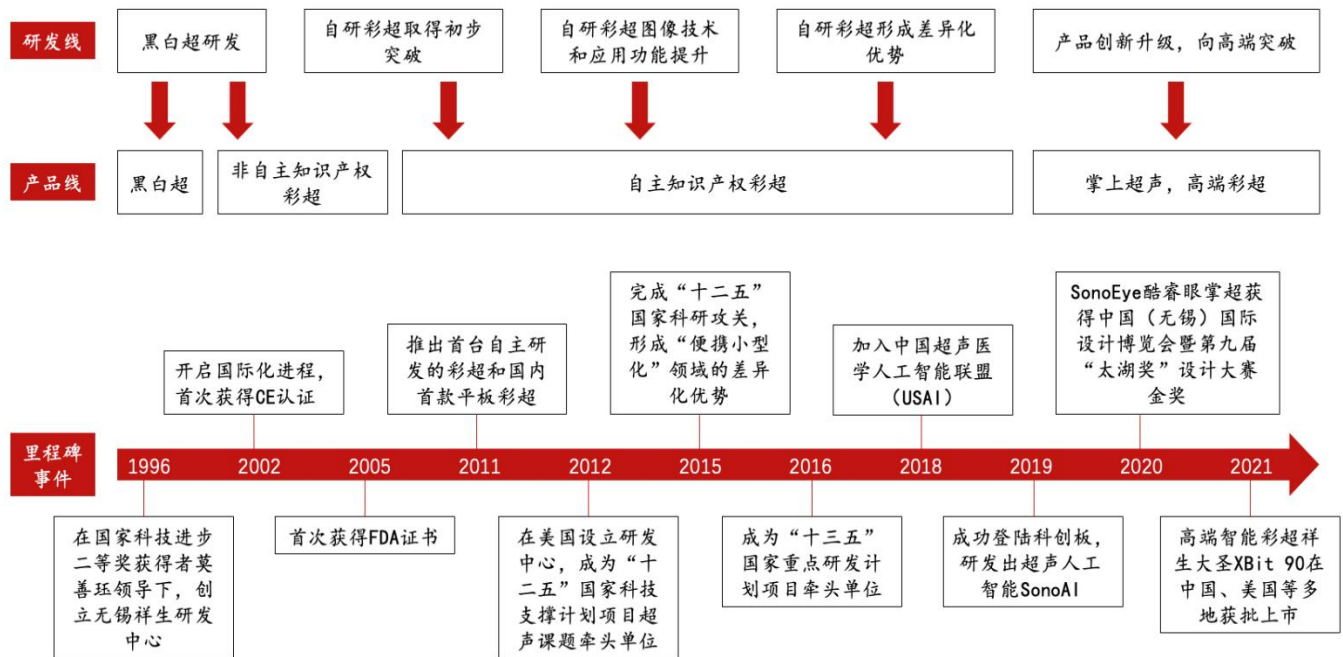 研发线
黑白超研发
自研彩超取得初步
突破
自研彩超图像技术
和应用功能提升
自研彩超形成差异化
优势
产品创新升级，向高端突破
产品线
黑白超
非自主知识产权
彩超
自主知识产权彩超
掌上超声，高端彩超
开启国际化进程，
首次获得CE认证
推出首台自主研
发的彩超和国内
首款平板彩超
完成“十二五”
国家科研攻关，
形成“便携小型
化”领域的差异
化优势
加入中国超声医
学人工智能联盟
（USAI）
SonoEye酷睿眼掌超获
得中国（无锡）国际
设计博览会暨第九届
“太湖奖”设计大赛
金奖
里程碑
事件
1996 2002 2005 2011 2012 2015 2016 2018 2019 2020 2021
在国家科技进步
二等奖获得者莫
善珏领导下，创
立无锡祥生研发
中心
首次获得FDA证书
在美国设立研发
中心，成为“十
二五”国家科技
支撑计划项目超
声课题牵头单位
成为“十三五”
国家重点研发计
划项目牵头单位
成功登陆科创板，
研发出超声人工
智能SonoAI
高端智能彩超祥
生大圣XBit 90在
中国、美国等多
地获批上市